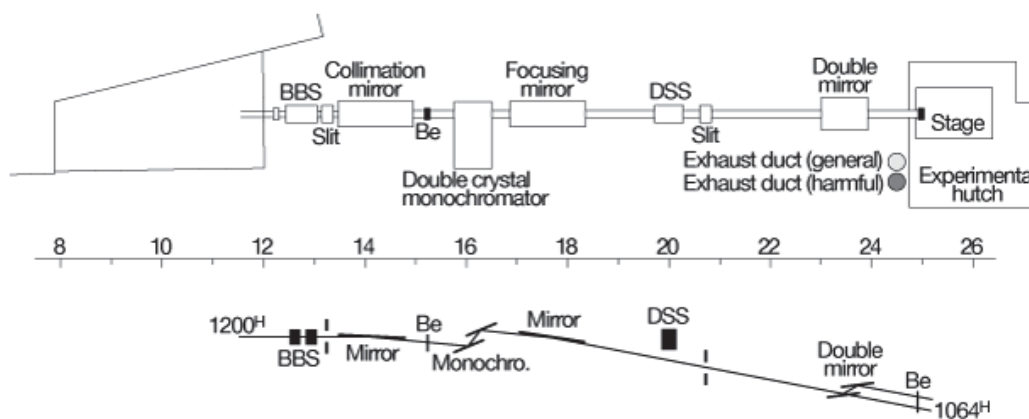 Collimation
mirror
Focusing
mirror
Double
mirror
BBS
DSS
Slit
Be
Slit
Stage
Double crystal
monochromator
Exhaust duct (general)
Exhaust duct (harmful)
Experimenta
hutch
8 10 12 14 16 18 20 22 24 26
1200H
BBS
Mirror
Be
Monochro.
Mirror
DSS
Double
mirror
Be
1064H